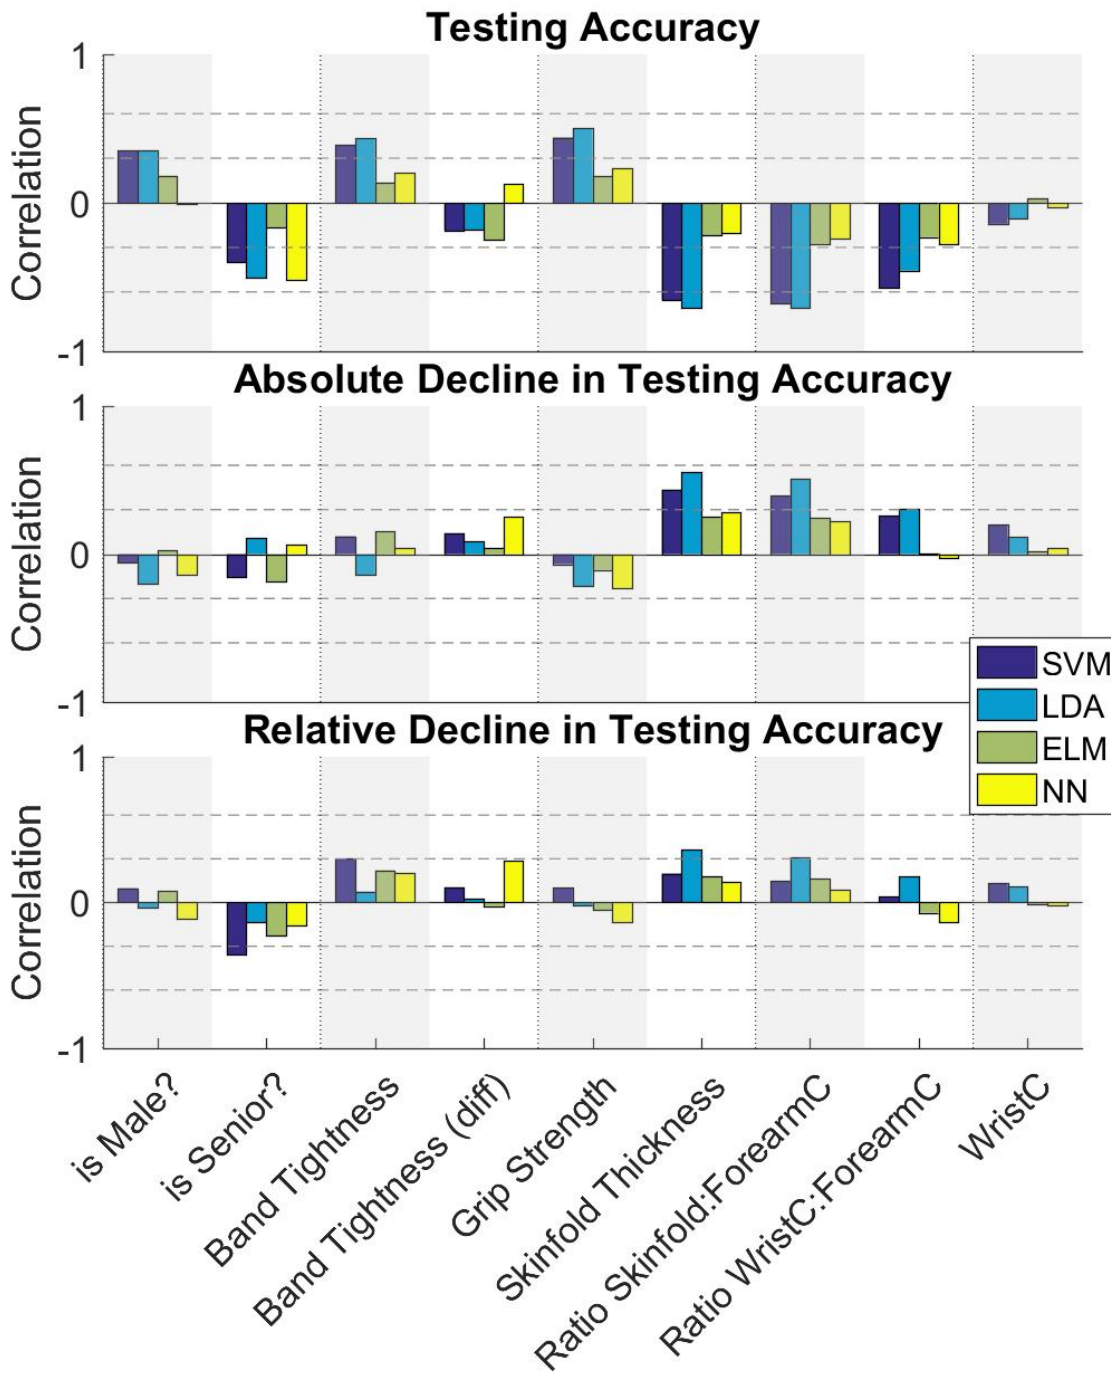 Testing Accuracy
1
0
-1
Correlation
Absolute Decline in Testing Accuracy
1
0
-1
Correlation
SVM
LDA
ELM
NN
Relative Decline in Testing Accuracy
1
0
-1
Correlation
is Male?
is Senior?
Band Tightness
Band Tightness (diff)
Grip Strength
Skinfold Thickness
Ratio Skinfold:ForearmC
Ratio WristC:ForearmC
WristC